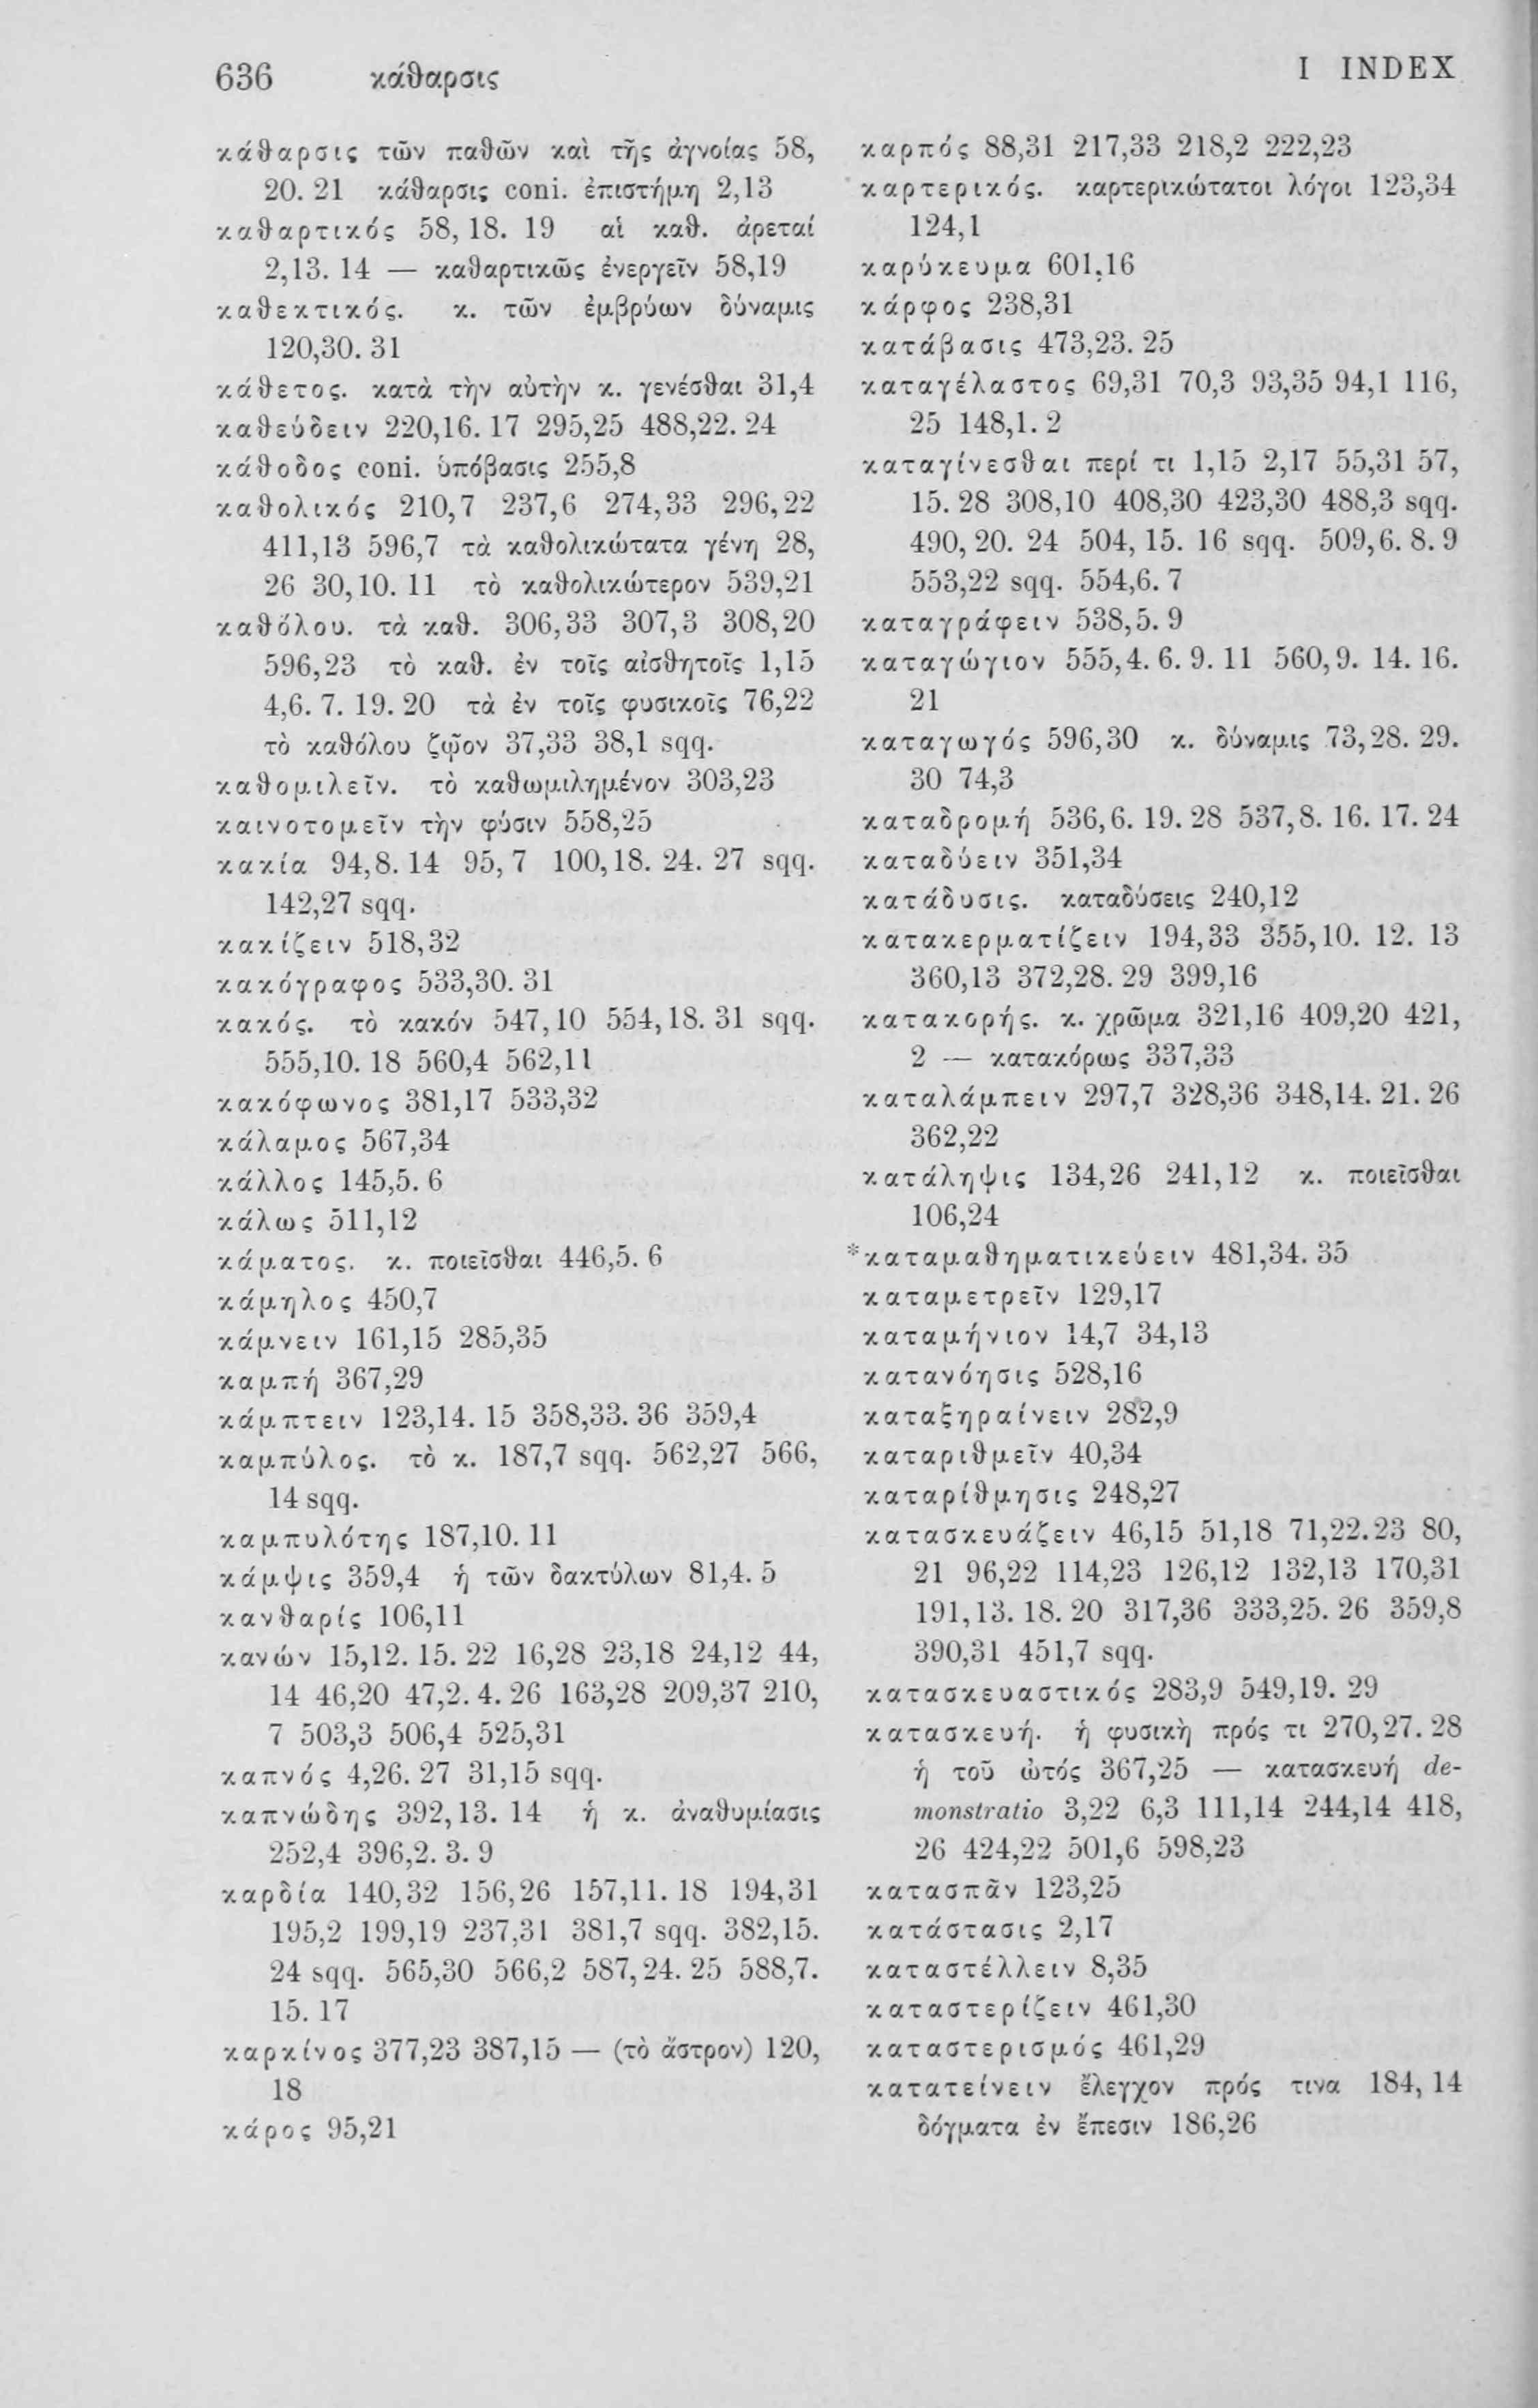 636 κάθαρσις
I INDEX
κάθαρσις τῶν παθῶν καὶ τῆς ἀγνοίας 58,
20. 21 κάθαρσις coni. ἐπιστήμη 2,13
καθαρτικός 58, 18. 19 αἱ καθ. ἀρεταί
2,13. 14 — καθαρτικῶς ἐνεργεῖν 58,19
καθεκτικός. κ. τῶν ἐμβρύων δύναμις
120,30. 31
κάθετος. κατὰ τὴν αὐτὴν κ. γενέσθαι 31,4
καθεύδειν 220,16. 17 295,25 488,22. 24
κάθοδος coni. ὑπόβασις 255,8
καθολικός 210,7 237,6 274,33 296,22
411,13 596,7 τὰ καθολικώτατα γένη 28,
26 30,10. 11 τὸ καθολικώτερον 539,21
καθόλου. τὰ καθ. 306,33 307,3 308,20
596,23 τὸ καθ. ἐν τοῖς αἰσθητοῖς 1,15
4,6. 7. 19. 20 τὰ ἐν τοῖς φυσικοῖς 76,22
τὸ καθόλου ζῷον 37,33 38,1 sqq.
καθομιλεῖν. τὸ καθωμιλημένον 303,23
καινοτομεῖν τὴν φύσιν 558,25
κακία 94,8. 14 95,7 100,18. 24. 27 sqq.
142,27 sqq.
κακίζειν 518,32
κακόγραφος 533,30. 31
κακός. τὸ κακόν 547,10 554,18. 31 sqq.
555,10. 18 560,4 562,11
κακόφωνος 381,17 533,32
κάλαμος 567,34
κάλλος 145,5. 6
κάλως 511,12
κάματος. κ. ποιεῖσθαι 446,5. 6
κάμηλος 450,7
κάμνειν 161,15 285,35
καμπή 367,29
κάμπτειν 123,14. 15 358,33. 36 359,4
καμπύλος. τὸ κ. 187,7 sqq. 562,27 566,
14 sqq.
καμπυλότης 187,10. 11
κάμψις 359,4 ἡ τῶν δακτύλων 81,4. 5
κανθαρίς 106,11
κανών 15,12. 15. 22 16,28 23,18 24,12 44,
14 46,20 47,2. 4. 26 163,28 209,37 210,
7 503,3 506,4 525,31
καπνός 4,26. 27 31,15 sqq.
καπνώδης 392,13. 14 ἡ κ. ἀναθυμίασις
252,4 396,2. 3. 9
καρδία 140,32 156,26 157,11. 18 194,31
195,2 199,19 237,31 381,7 sqq. 382,15.
24 sqq. 565,30 566,2 587,24. 25 588,7.
15. 17
καρκίνος 377,23 387,15 — (τὸ ἄστρον) 120,
18
κάρος 95,21
καρπός 88,31 217,33 218,2 222,23
καρτερικός. καρτερικώτατοι λόγοι 123,34
124,1
καρύκευμα 601,16
κάρφος 238,31
κατάβασις 473,23. 25
καταγέλαστος 69,31 70,3 93,35 94,1 116,
25 148,1. 2
καταγίνεσθαι περί τι 1,15 2,17 55,31 57,
15. 28 308,10 408,30 423,30 488,3 sqq.
490,20. 24 504,15. 16 sqq. 509,6. 8. 9
553,22 sqq. 554,6. 7
καταγράφειν 538,5. 9
καταγώγιον 555,4. 6. 9. 11 560,9. 14. 16.
21
καταγωγός 596,30 κ. δύναμις 73,28. 29.
30 74,3
καταδρομή 536,6. 19. 28 537,8. 16. 17. 24
καταδύειν 351,34
κατάδυσις. καταδύσεις 240,12
κατακερματίζειν 194,33 355,10. 12. 13
360,13 372,28. 29 399,16
κατακορής. κ. χρῶμα 321,16 409,20 421,
2 — κατακόρως 337,33
καταλάμπειν 297,7 328,36 348,14. 21. 26
362,22
κατάληψις 134,26 241,12 κ. ποιεῖσθαι
106,24
*καταμαθηματικεύειν 481,34. 35
καταμετρεῖν 129,17
καταμήνιον 14,7 34,13
κατανόησις 528,16
καταξηραίνειν 282,9
καταριθμεῖν 40,34
καταρίθμησις 248,27
κατασκευάζειν 46,15 51,18 71,22.23 80,
21 96,22 114,23 126,12 132,13 170,31
191,13. 18. 20 317,36 333,25. 26 359,8
390,31 451,7 sqq.
κατασκευαστικός 283,9 549,19. 29
κατασκευή. ἡ φυσικὴ πρός τι 270,27. 28
ἡ τοῦ ὠτός 367,25 — κατασκευή de-
monstratio 3,22 6,3 111,14 244,14 418,
26 424,22 501,6 598,23
κατασπᾶν 123,25
κατάστασις 2,17
καταστέλλειν 8,35
καταστερίζειν 461,30
καταστερισμός 461,29
κατατείνειν ἔλεγχον πρός τινα 184,14
δόγματα ἐν ἔπεσιν 186,26